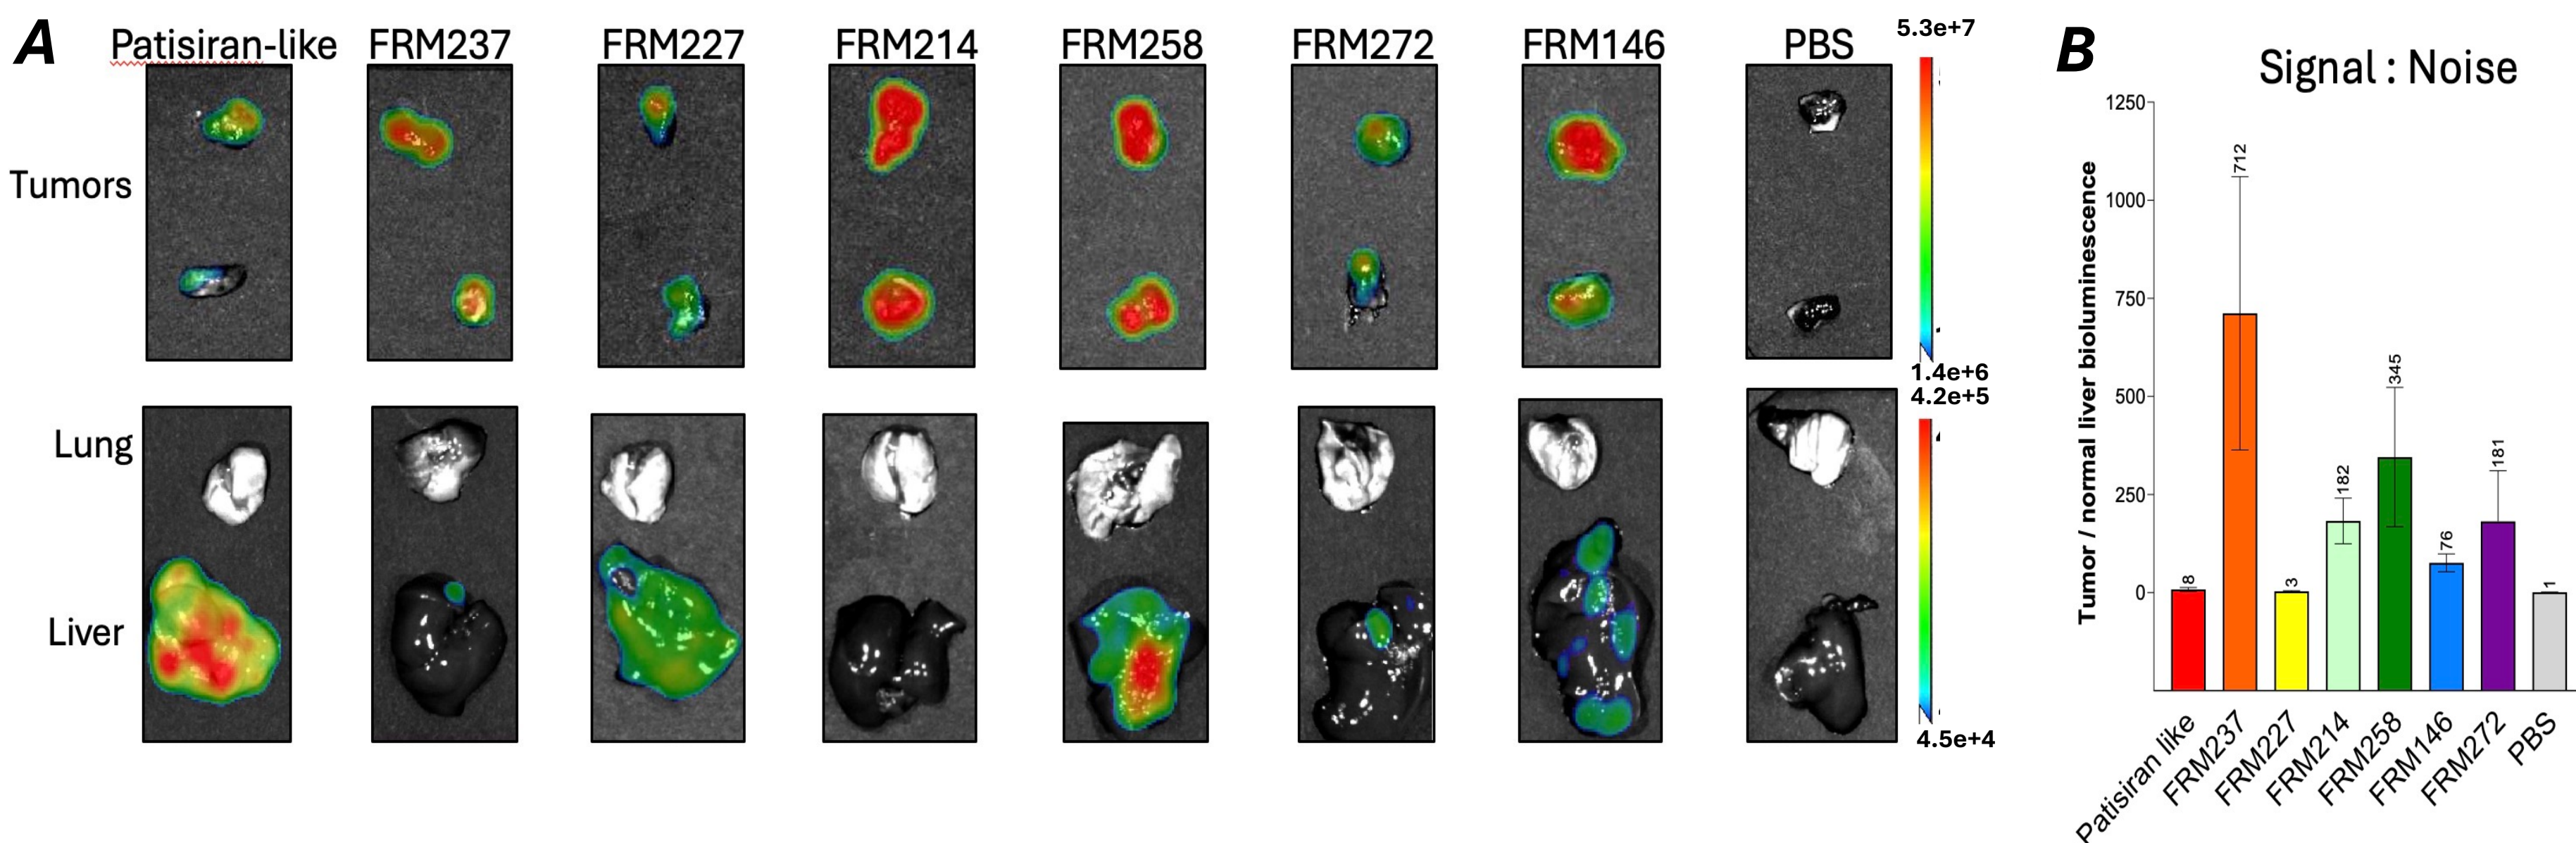 A
Patisiran-like
FRM237
FRM227
FRM214
FRM258
FRM272
FRM146
PBS
5.3e+7
Tumors
1.4e+6
4.2e+5
Lung
Liver
4.5e+4
B
Signal : Noise
Tumor / normal liver bioluminescence
1250
1000
750
500
250
0
8
712
3
182
345
76
181
1
Patisiran like
FRM237
FRM227
FRM214
FRM258
FRM146
FRM272
PBS